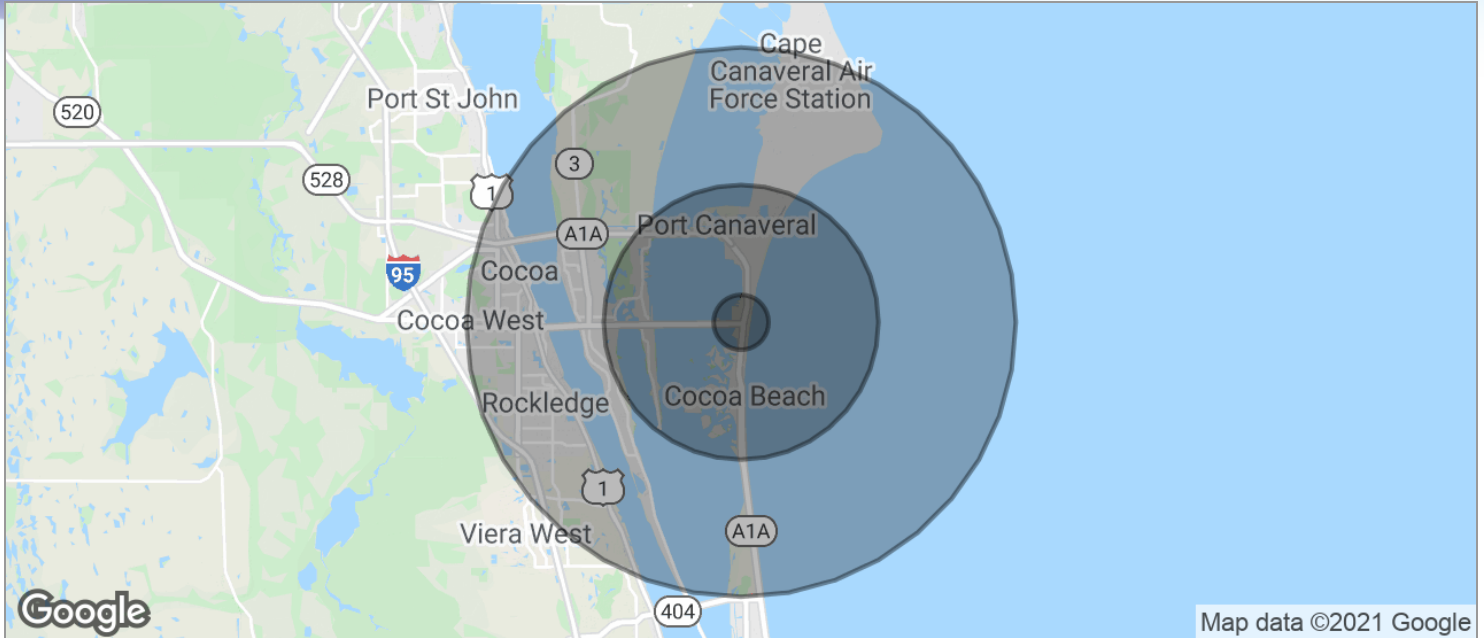 Cape
Canaveral Air
Force Station
Port St John
520
3
528
1
Port Canaveral
A1A
95
Cocoa
Cocoa West
Cocoa Beach
Rockledge
1
A1A
Viera West
404
Google
Map data ©2021 Google